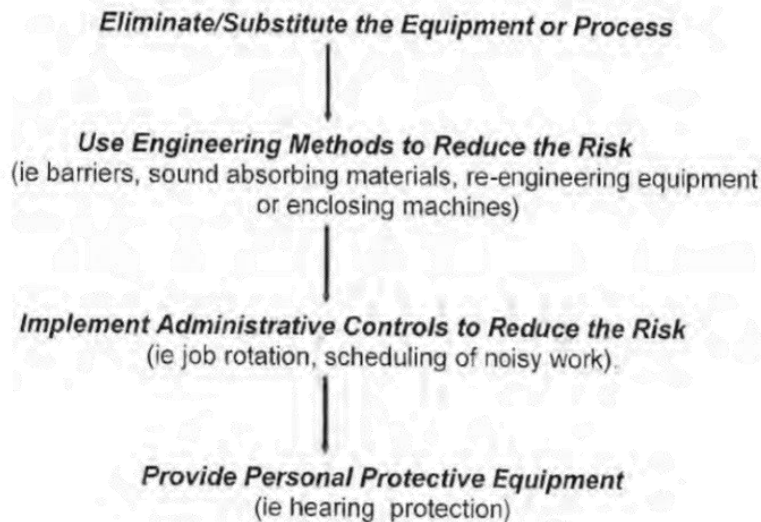 Eliminate/Substitute the Equipment or Process
Use Engineering Methods to Reduce the Risk
(ie barriers, sound absorbing materials, re-engineering equipment
or enclosing machines)
Implement Administrative Controls to Reduce the Risk
(ie job rotation, scheduling of noisy work).
Provide Personal Protective Equipment
(ie hearing protection)